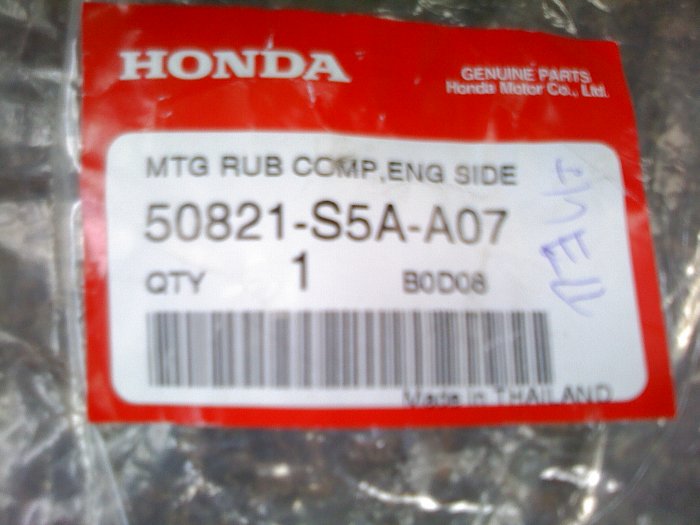 HONDA
GENUINE PARTS
Honda Motor Co., Ltd.
MTG RUB COMP,ENG SIDE
50821-S5A-A07
QTY 1 B0D08
Made in THAILAND